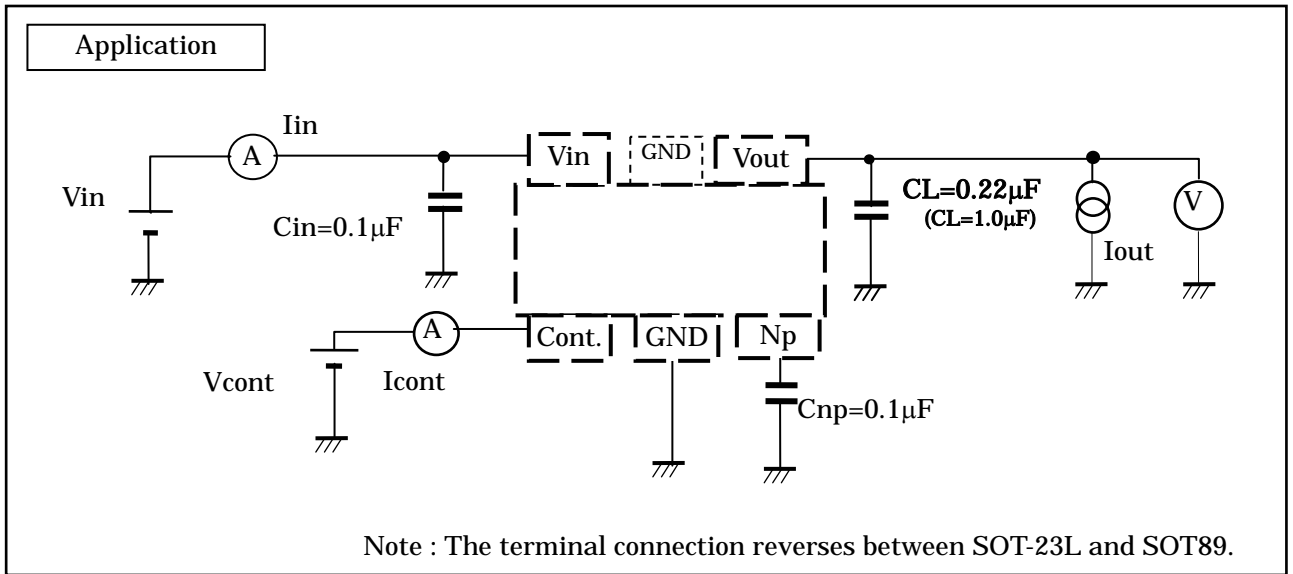 Application
Iin
A
Vin
GND
Vout
Vin
Cin=0.1μF
CL=0.22μF
(CL=1.0μF)
V
Iout
A
Cont.
GND
Np
Vcont
Icont
Cnp=0.1μF
Note : The terminal connection reverses between SOT-23L and SOT89.